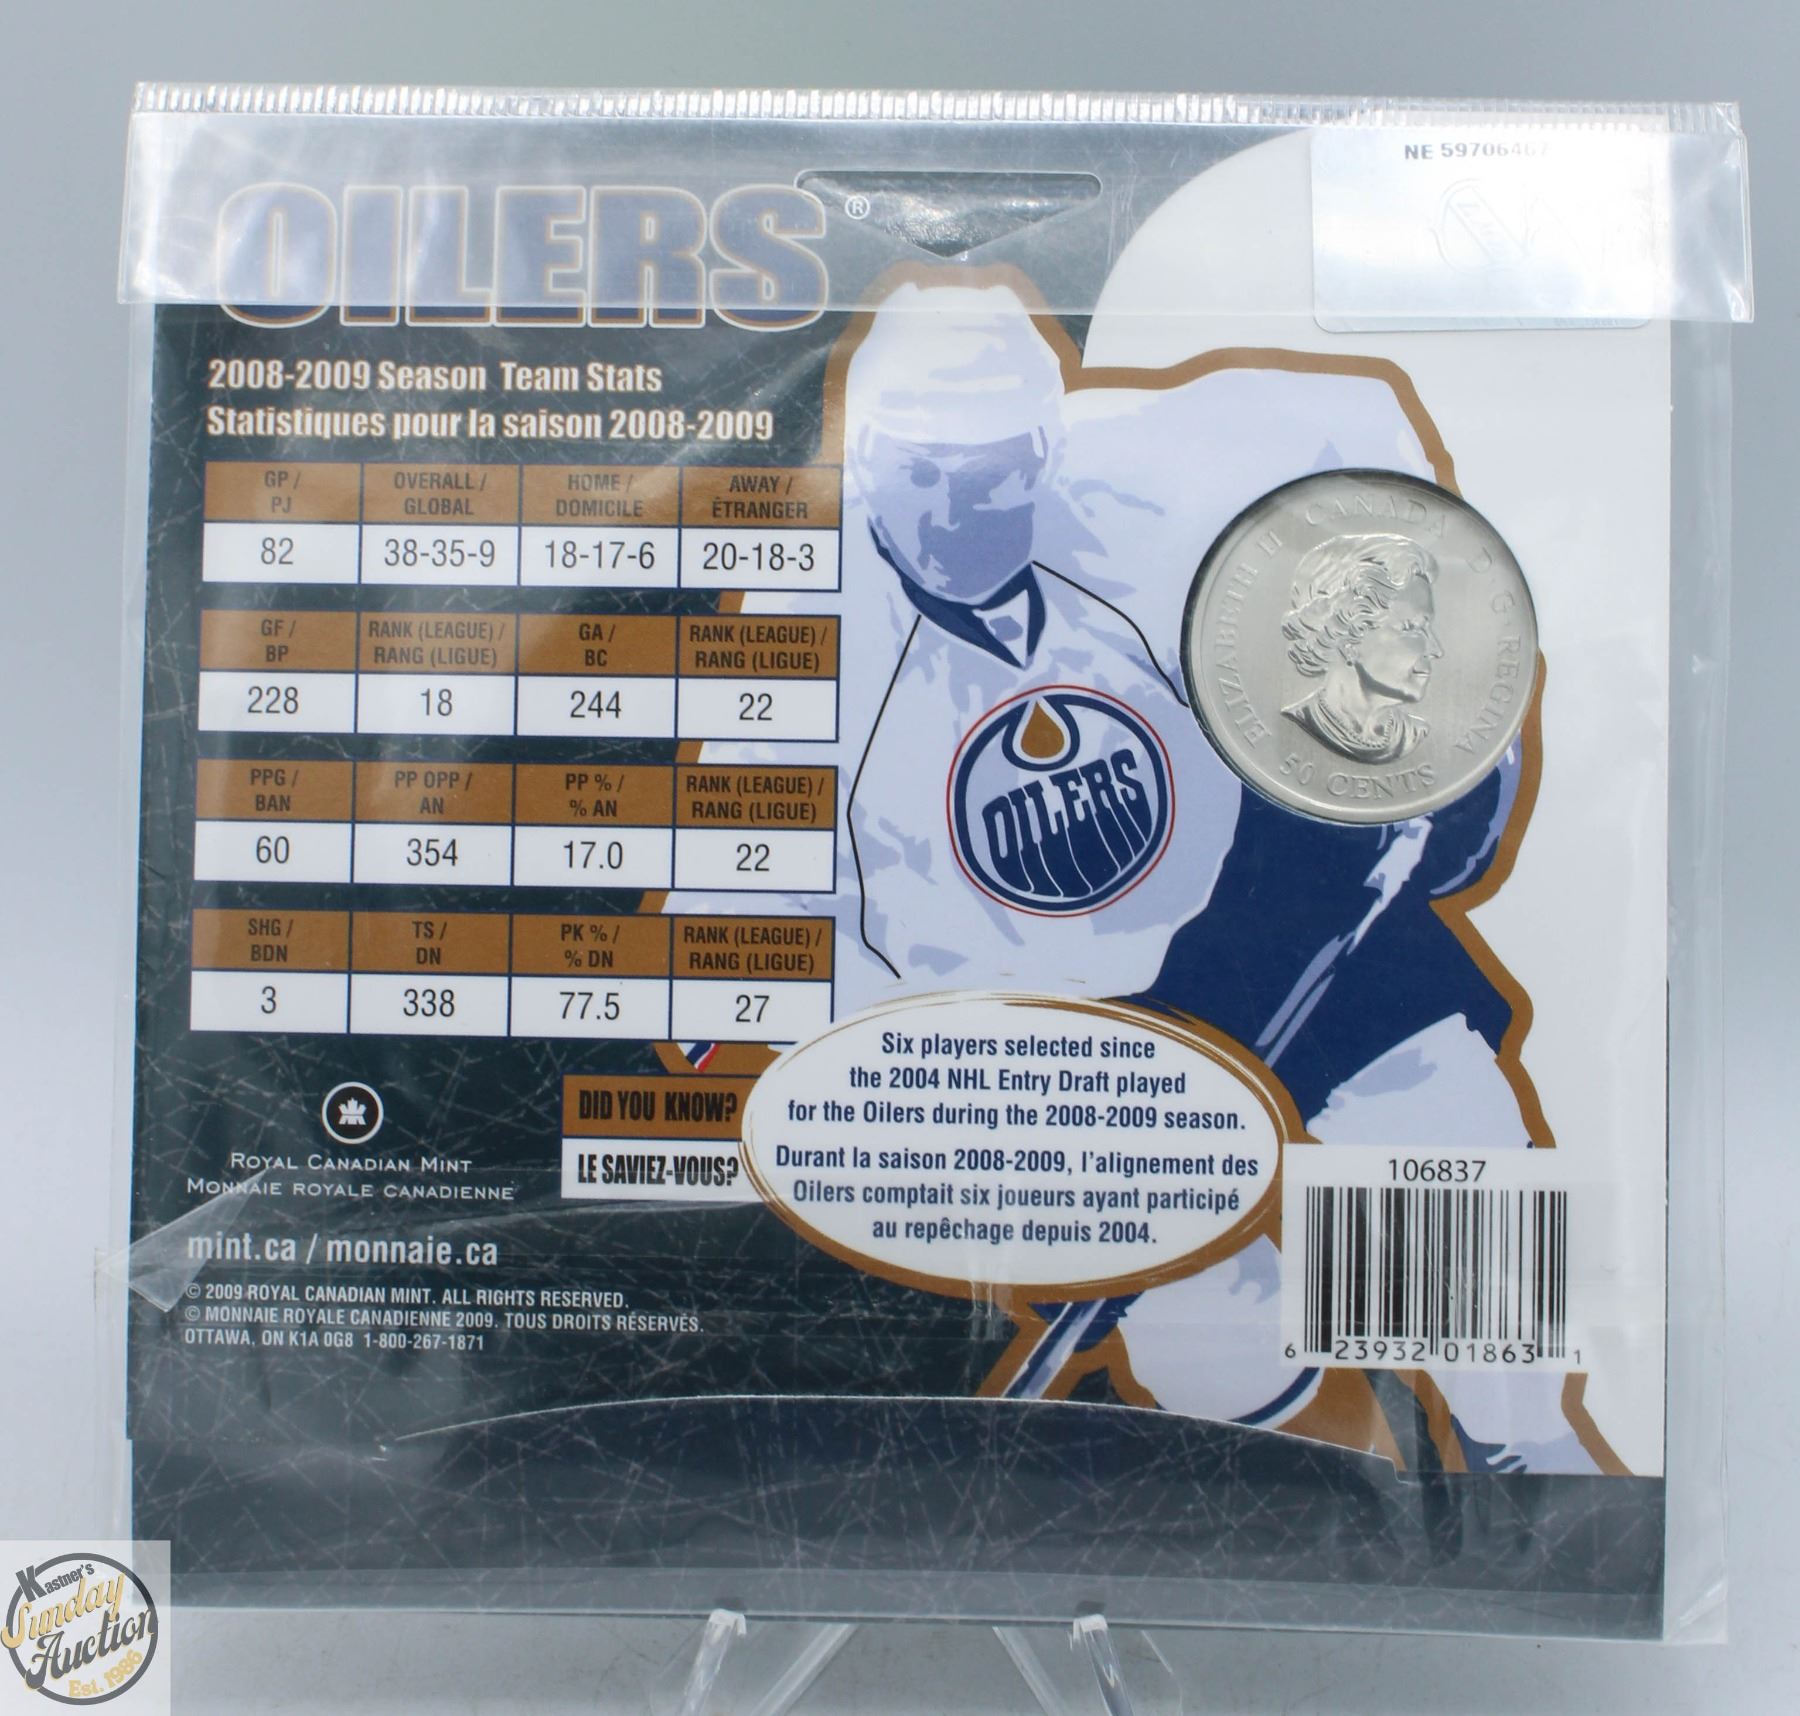 OILERS®
2008-2009 Season Team Stats
Statistiques pour la saison 2008-2009
GP / OVERALL / HOME / AWAY /
PJ GLOBAL DOMICILE ÉTRANGER
82 38-35-9 18-17-6 20-18-3
GF / RANK (LEAGUE) / GA / RANK (LEAGUE) /
BP RANG (LIGUE) BC RANG (LIGUE)
228 18 244 22
PPG / PP OPP / PP % / RANK (LEAGUE) /
BAN AN % AN RANG (LIGUE)
60 354 17.0 22
SHG / TS / PK % / RANK (LEAGUE) /
BDN DN % DN RANG (LIGUE)
3 338 77.5 27
NE
CANADA
ELIZABETH II D·G·REGINA
50 CENTS
OILERS
DID YOU KNOW?
LE SAVIEZ-VOUS?
Six players selected since
the 2004 NHL Entry Draft played
for the Oilers during the 2008-2009 season.
Durant la saison 2008-2009, l'alignement des
Oilers comptait six joueurs ayant participé
au repêchage depuis 2004.
ROYAL CANADIAN MINT
MONNAIE ROYALE CANADIENNE
mint.ca / monnaie.ca
© 2009 ROYAL CANADIAN MINT. ALL RIGHTS RESERVED.
© MONNAIE ROYALE CANADIENNE 2009. TOUS DROITS RÉSERVÉS.
OTTAWA, ON K1A 0G8 1-800-267-1871
106837
6 23932 01863 1
Kastner's
Sunday
Auction
Est. 1986